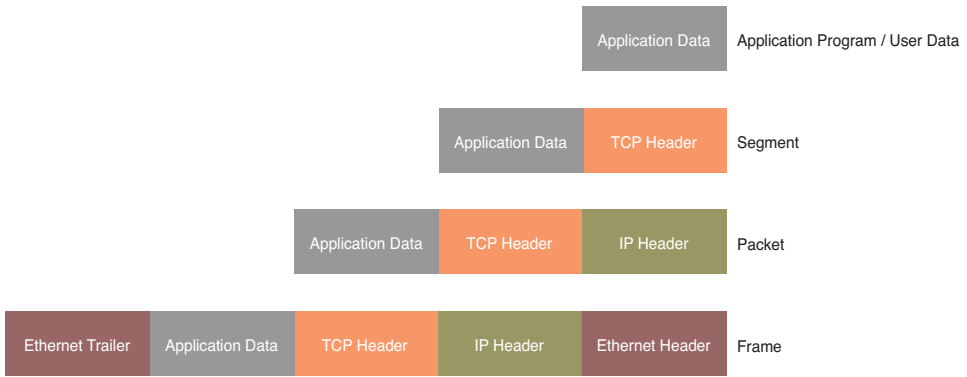 Application Data Application Program / User Data
Application Data TCP Header Segment
Application Data TCP Header IP Header Packet
Ethernet Trailer Application Data TCP Header IP Header Ethernet Header Frame